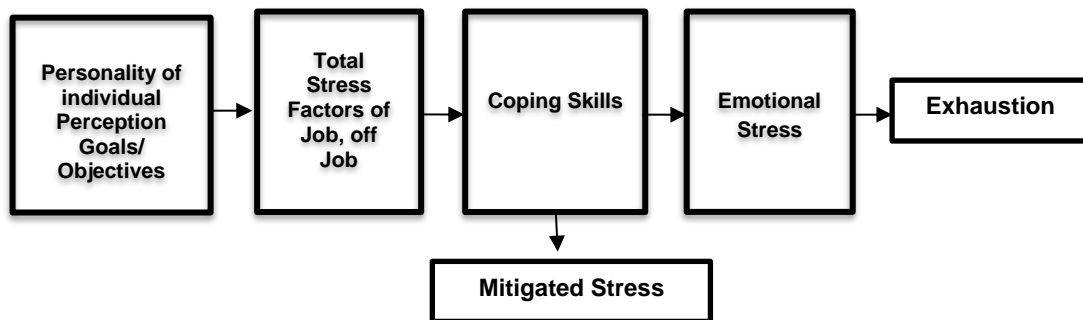 Personality of
individual
Perception
Goals/
Objectives
Total
Stress
Factors of
Job, off
Job
Coping Skills
Emotional
Stress
Exhaustion
Mitigated Stress